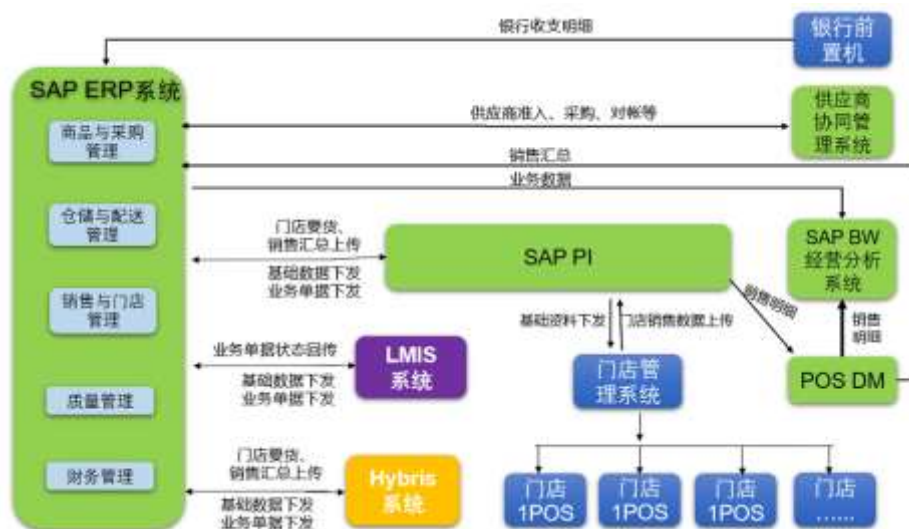 银行收支明细
银行前
置机
SAP ERP系统
供应商准入、采购、对帐等
供应商
协同管
理系统
商品与采购
管理
销售汇总
业务数据
仓储与配送
管理
门店要货、
销售汇总上传
基础数据下发
业务单据下发
SAP PI
SAP BW
经营分析
系统
销售与门店
管理
基础资料下发
门店销售数据上传
销售明细
销售
明细
业务单据状态回传
基础数据下发
业务单据下发
LMIS
系统
门店管
理系统
POS DM
质量管理
门店要货、
销售汇总上传
基础数据下发
业务单据下发
Hybris
系统
财务管理
门店
1POS
门店
1POS
门店
1POS
门店
……